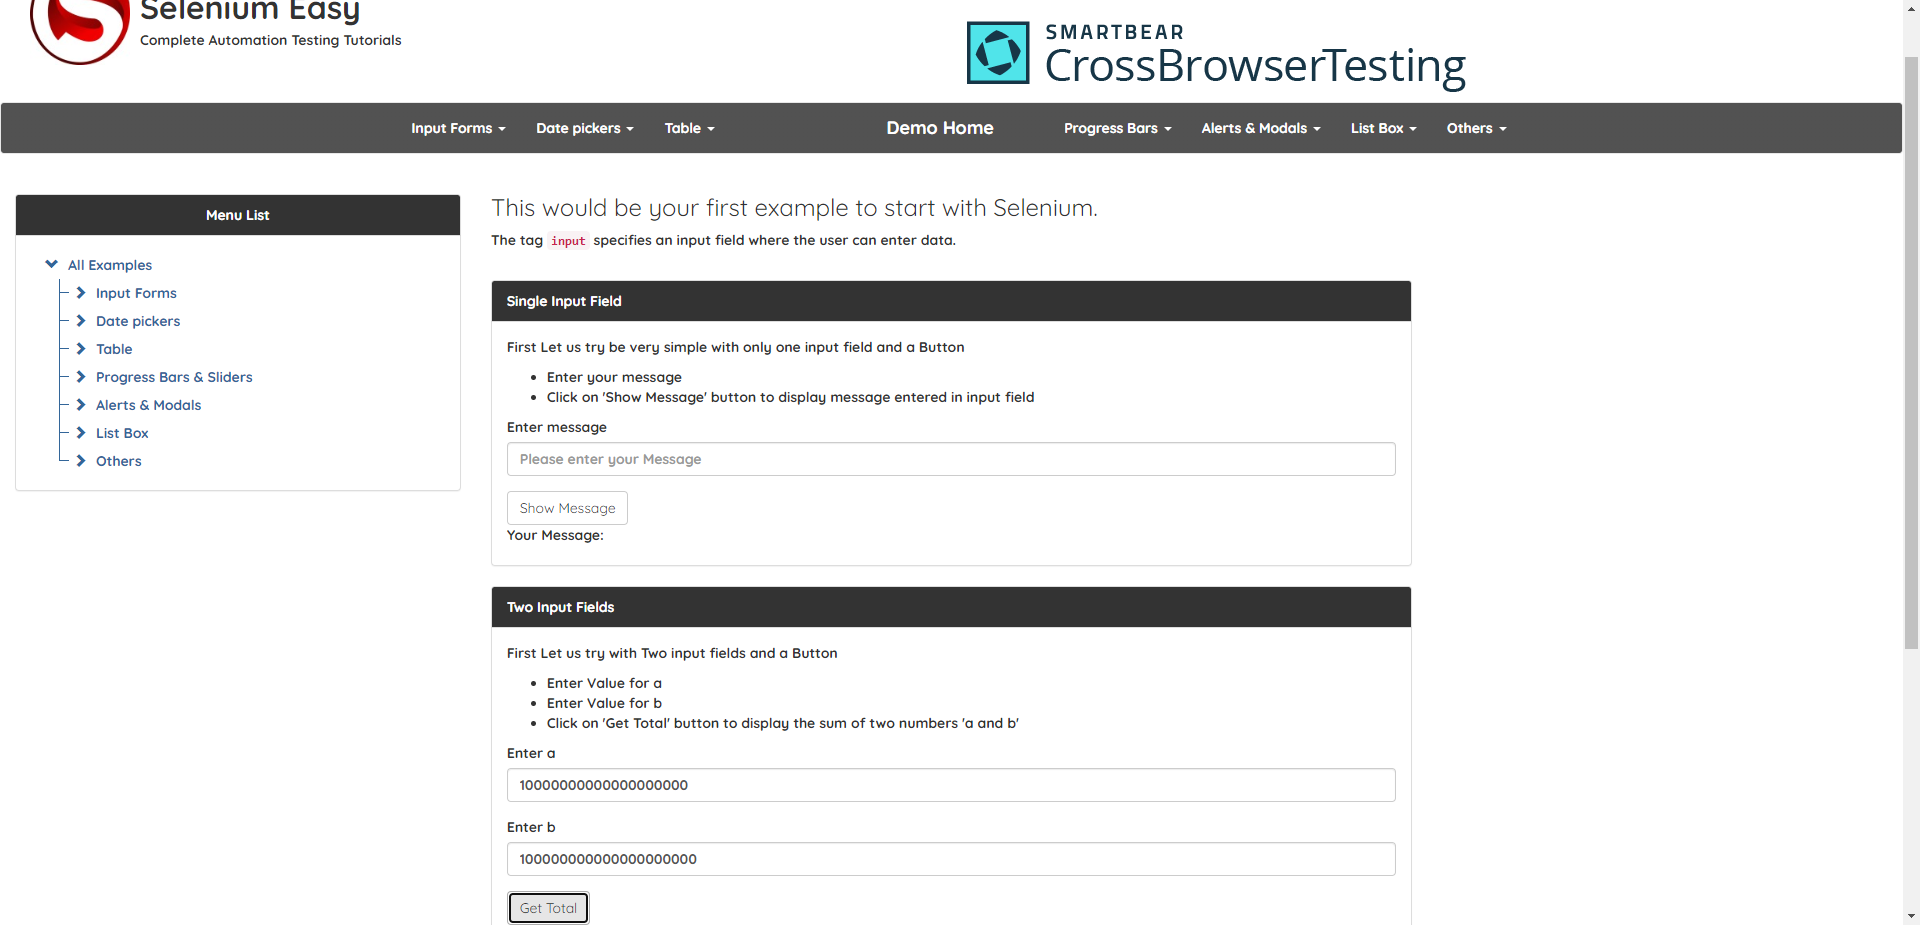 Selenium Easy
Complete Automation Testing Tutorials
SMARTBEAR
CrossBrowserTesting
Input Forms Date pickers Table Demo Home Progress Bars Alerts & Modals List Box Others
Menu List
All Examples
Input Forms
Date pickers
Table
Progress Bars & Sliders
Alerts & Modals
List Box
Others
This would be your first example to start with Selenium.
The tag input specifies an input field where the user can enter data.
Single Input Field
First Let us try be very simple with only one input field and a Button
Enter your message
Click on 'Show Message' button to display message entered in input field
Enter message
Please enter your Message
Show Message
Your Message:
Two Input Fields
First Let us try with Two input fields and a Button
Enter Value for a
Enter Value for b
Click on 'Get Total' button to display the sum of two numbers 'a and b'
Enter a
10000000000000000000
Enter b
100000000000000000000
Get Total